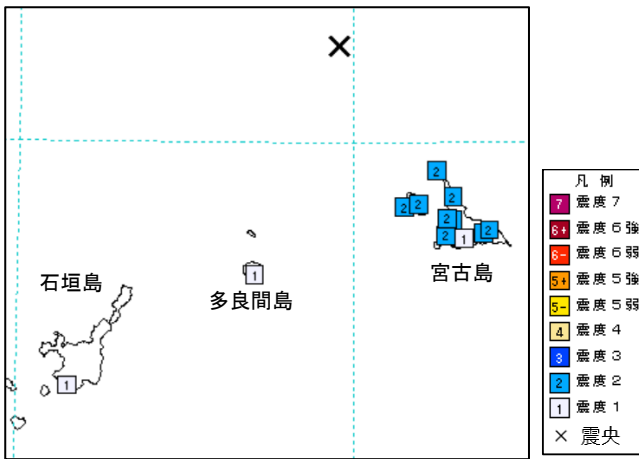 2
2
2
2
2
2
1
2
2
宮古島
1
多良間島
石垣島
1
凡例
7 震度7
6+ 震度6強
6- 震度6弱
5+ 震度5強
5- 震度5弱
4 震度4
3 震度3
2 震度2
1 震度1
× 震央